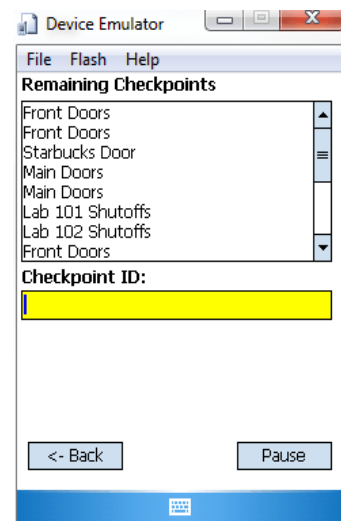 Device Emulator
File Flash Help
Remaining Checkpoints
Front Doors
Front Doors
Starbucks Door
Main Doors
Main Doors
Lab 101 Shutoffs
Lab 102 Shutoffs
Front Doors
Checkpoint ID:
<- Back Pause